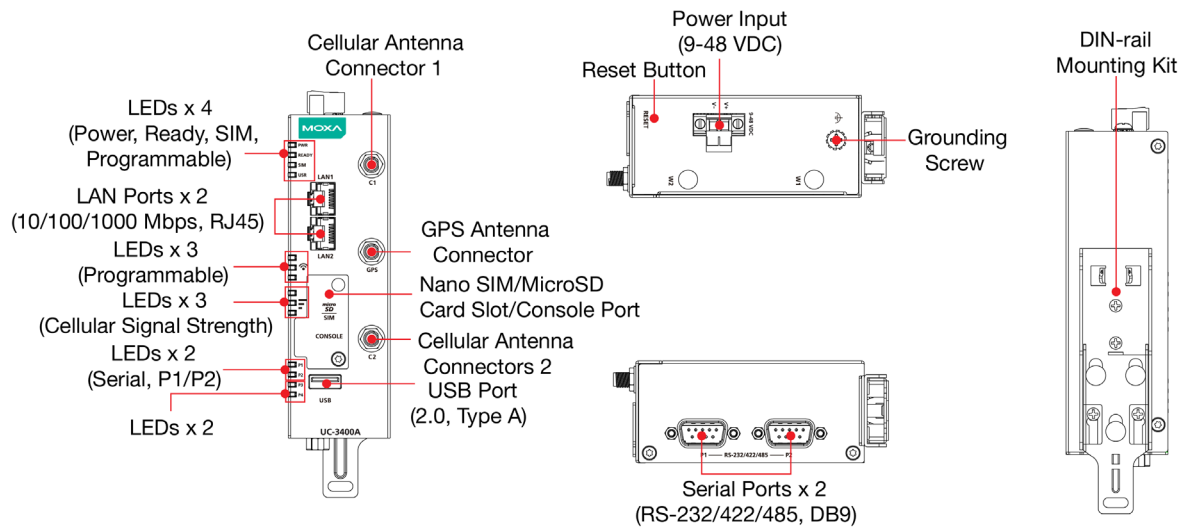 Cellular Antenna
Connector 1
LEDs x 4
(Power, Ready, SIM,
Programmable)
LAN Ports x 2
(10/100/1000 Mbps, RJ45)
LEDs x 3
(Programmable)
LEDs x 3
(Cellular Signal Strength)
LEDs x 2
(Serial, P1/P2)
LEDs x 2
MOXA
PWR
READY
SIM
USR
LAN1
C1
LAN2
GPS
micro
SD
SIM
CONSOLE
C2
P1
P2
P3
P4
USB
UC-3400A
GPS Antenna
Connector
Nano SIM/MicroSD
Card Slot/Console Port
Cellular Antenna
Connectors 2
USB Port
(2.0, Type A)
Power Input
(9-48 VDC)
Reset Button
RESET
V-
V+
9-48 VDC
W2
W1
Grounding
Screw
P1
RS-232/422/485
P2
Serial Ports x 2
(RS-232/422/485, DB9)
DIN-rail
Mounting Kit